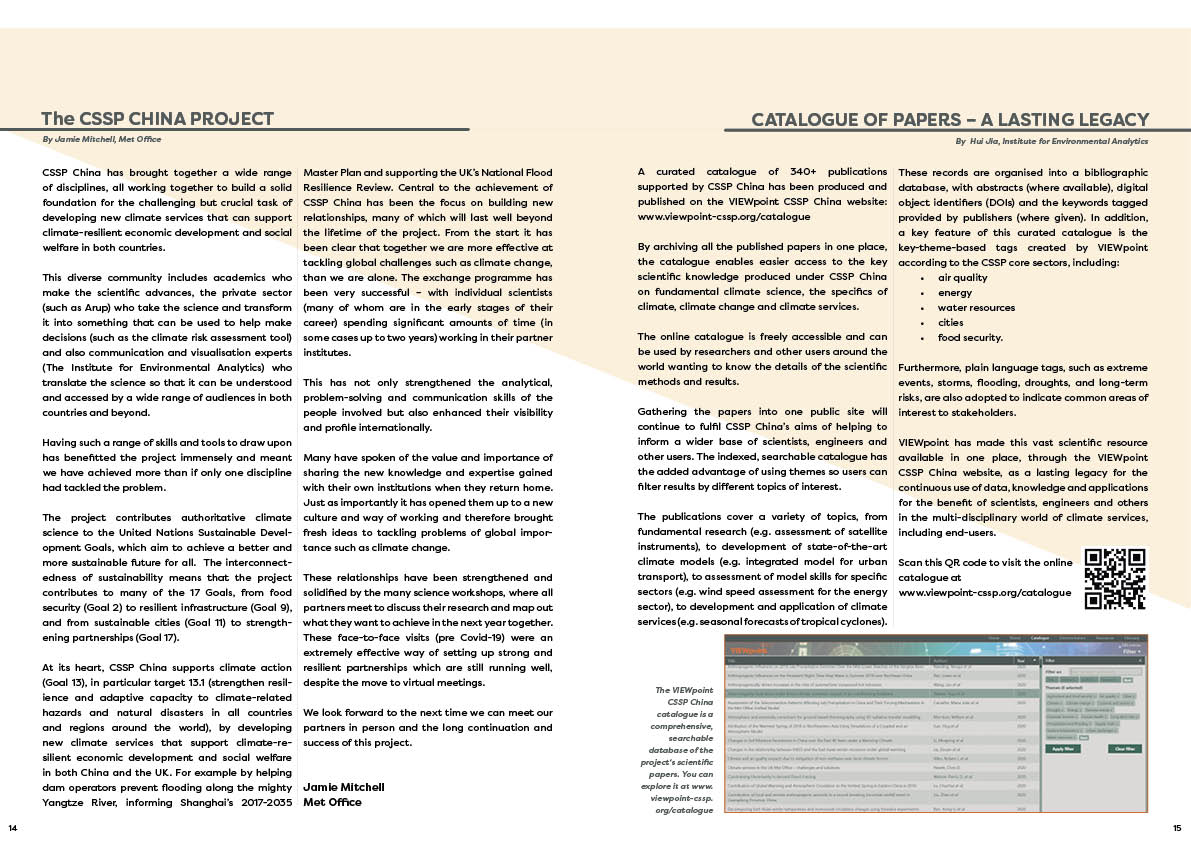 The CSSP CHINA PROJECT
By Jamie Mitchell, Met Office
CSSP China has brought together a wide range
of disciplines, all working together to build a solid
foundation for the challenging but crucial task of
developing new climate services that can support
climate-resilient economic development and social
welfare in both countries.
This diverse community includes academics who
make the scientific advances, the private sector
(such as Arup) who take the science and transform
it into something that can be used to help make
decisions (such as the climate risk assessment tool)
and also communication and visualisation experts
(The Institute for Environmental Analytics) who
translate the science so that it can be understood
and accessed by a wide range of audiences in both
countries and beyond.
Having such a range of skills and tools to draw upon
has benefitted the project immensely and meant
we have achieved more than if only one discipline
had tackled the problem.
The project contributes authoritative climate
science to the United Nations Sustainable Devel-
opment Goals, which aim to achieve a better and
more sustainable future for all. The interconnect-
edness of sustainability means that the project
contributes to many of the 17 Goals, from food
security (Goal 2) to resilient infrastructure (Goal 9),
and from sustainable cities (Goal 11) to strength-
ening partnerships (Goal 17).
At its heart, CSSP China supports climate action
(Goal 13), in particular target 13.1 (strengthen resil-
ience and adaptive capacity to climate-related
hazards and natural disasters in all countries
and regions around the world), by developing
new climate services that support climate-re-
silient economic development and social welfare
in both China and the UK. For example by helping
dam operators prevent flooding along the mighty
Yangtze River, informing Shanghai's 2017-2035
Master Plan and supporting the UK's National Flood
Resilience Review. Central to the achievement of
CSSP China has been the focus on building new
relationships, many of which will last well beyond
the lifetime of the project. From the start it has
been clear that together we are more effective at
tackling global challenges such as climate change,
than we are alone. The exchange programme has
been very successful – with individual scientists
(many of whom are in the early stages of their
career) spending significant amounts of time (in
some cases up to two years) working in their partner
institutes.
This has not only strengthened the analytical,
problem-solving and communication skills of the
people involved but also enhanced their visibility
and profile internationally.
Many have spoken of the value and importance of
sharing the new knowledge and expertise gained
with their own institutions when they return home.
Just as importantly it has opened them up to a new
culture and way of working and therefore brought
fresh ideas to tackling problems of global impor-
tance such as climate change.
These relationships have been strengthened and
solidified by the many science workshops, where all
partners meet to discuss their research and map out
what they want to achieve in the next year together.
These face-to-face visits (pre Covid-19) were an
extremely effective way of setting up strong and
resilient partnerships which are still running well,
despite the move to virtual meetings.
We look forward to the next time we can meet our
partners in person and the long continuation and
success of this project.
Jamie Mitchell
Met Office
14
CATALOGUE OF PAPERS – A LASTING LEGACY
By Hui Jia, Institute for Environmental Analytics
A curated catalogue of 340+ publications
supported by CSSP China has been produced and
published on the VIEWpoint CSSP China website:
www.viewpoint-cssp.org/catalogue
By archiving all the published papers in one place,
the catalogue enables easier access to the key
scientific knowledge produced under CSSP China
on fundamental climate science, the specifics of
climate, climate change and climate services.
The online catalogue is freely accessible and can
be used by researchers and other users around the
world wanting to know the details of the scientific
methods and results.
Gathering the papers into one public site will
continue to fulfil CSSP China's aims of helping to
inform a wider base of scientists, engineers and
other users. The indexed, searchable catalogue has
the added advantage of using themes so users can
filter results by different topics of interest.
The publications cover a variety of topics, from
fundamental research (e.g. assessment of satellite
instruments), to development of state-of-the-art
climate models (e.g. integrated model for urban
transport), to assessment of model skills for specific
sectors (e.g. wind speed assessment for the energy
sector), to development and application of climate
services (e.g. seasonal forecasts of tropical cyclones).
These records are organised into a bibliographic
database, with abstracts (where available), digital
object identifiers (DOIs) and the keywords tagged
provided by publishers (where given). In addition,
a key feature of this curated catalogue is the
key-theme-based tags created by VIEWpoint
according to the CSSP core sectors, including:
• air quality
• energy
• water resources
• cities
• food security.
Furthermore, plain language tags, such as extreme
events, storms, flooding, droughts, and long-term
risks, are also adopted to indicate common areas of
interest to stakeholders.
VIEWpoint has made this vast scientific resource
available in one place, through the VIEWpoint
CSSP China website, as a lasting legacy for the
continuous use of data, knowledge and applications
for the benefit of scientists, engineers and others
in the multi-disciplinary world of climate services,
including end-users.
Scan this QR code to visit the online
catalogue at
www.viewpoint-cssp.org/catalogue
The VIEWpoint
CSSP China
catalogue is a
comprehensive,
searchable
database of the
project's scientific
papers. You can
explore it at www.
viewpoint-cssp.
org/catalogue
VIEWpoint
Catalogue
Filter
Title
Authors
Year
Apply filter
Clear filter
15